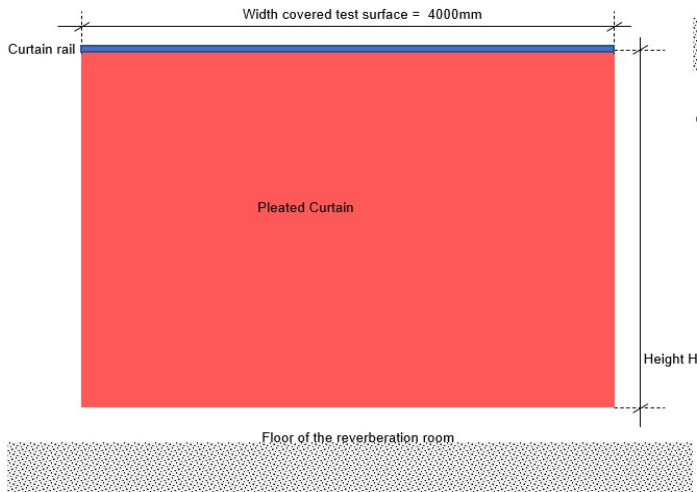 Width covered test surface = 4000mm
Curtain rail
Pleated Curtain
Height H
Floor of the reverberation room